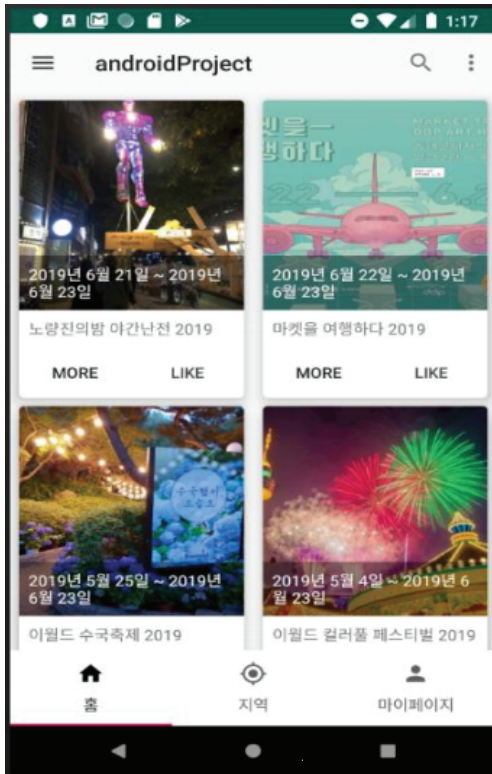 1:17
androidProject
2019년 6월 21일 ~ 2019년
6월 23일
노량진의밤 야간난전 2019
MORE LIKE
2019년 6월 22일 ~ 2019년
6월 23일
마켓을 여행하다 2019
MORE LIKE
수국밭이
2019년 5월 25일 ~ 2019년
6월 23일
이월드 수국축제 2019
2019년 5월 4일 ~ 2019년 6
월 23일
이월드 컬러풀 페스티벌 2019
홈
지역
마이페이지